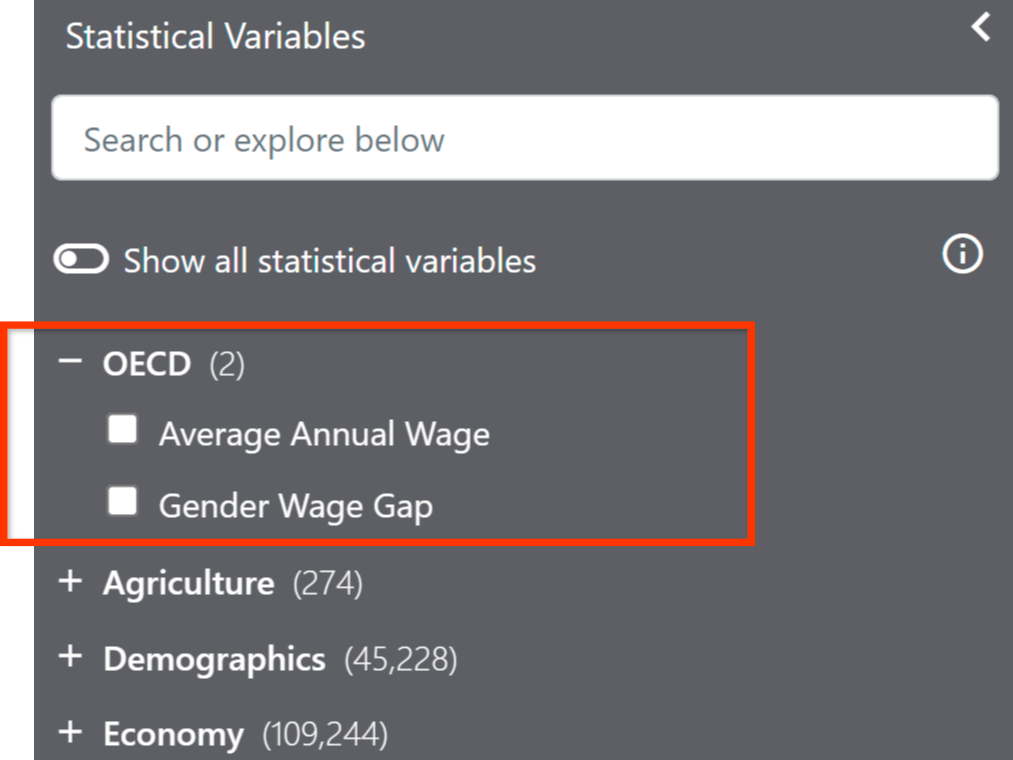 Statistical Variables
Search or explore below
Show all statistical variables
OECD (2)
Average Annual Wage
Gender Wage Gap
Agriculture (274)
Demographics (45,228)
Economy (109,244)